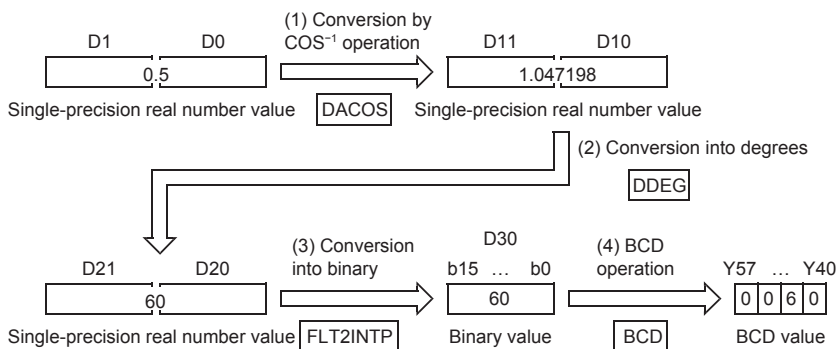 (1) Conversion by
COS⁻¹ operation
D1 D0
D11 D10
0.5
1.047198
Single-precision real number value
DACOS
Single-precision real number value
(2) Conversion into degrees
DDEG
D21 D20
(3) Conversion
into binary
D30
b15 … b0
(4) BCD
operation
Y57 … Y40
60
60
0 0 6 0
Single-precision real number value
FLT2INTP
Binary value
BCD
BCD value